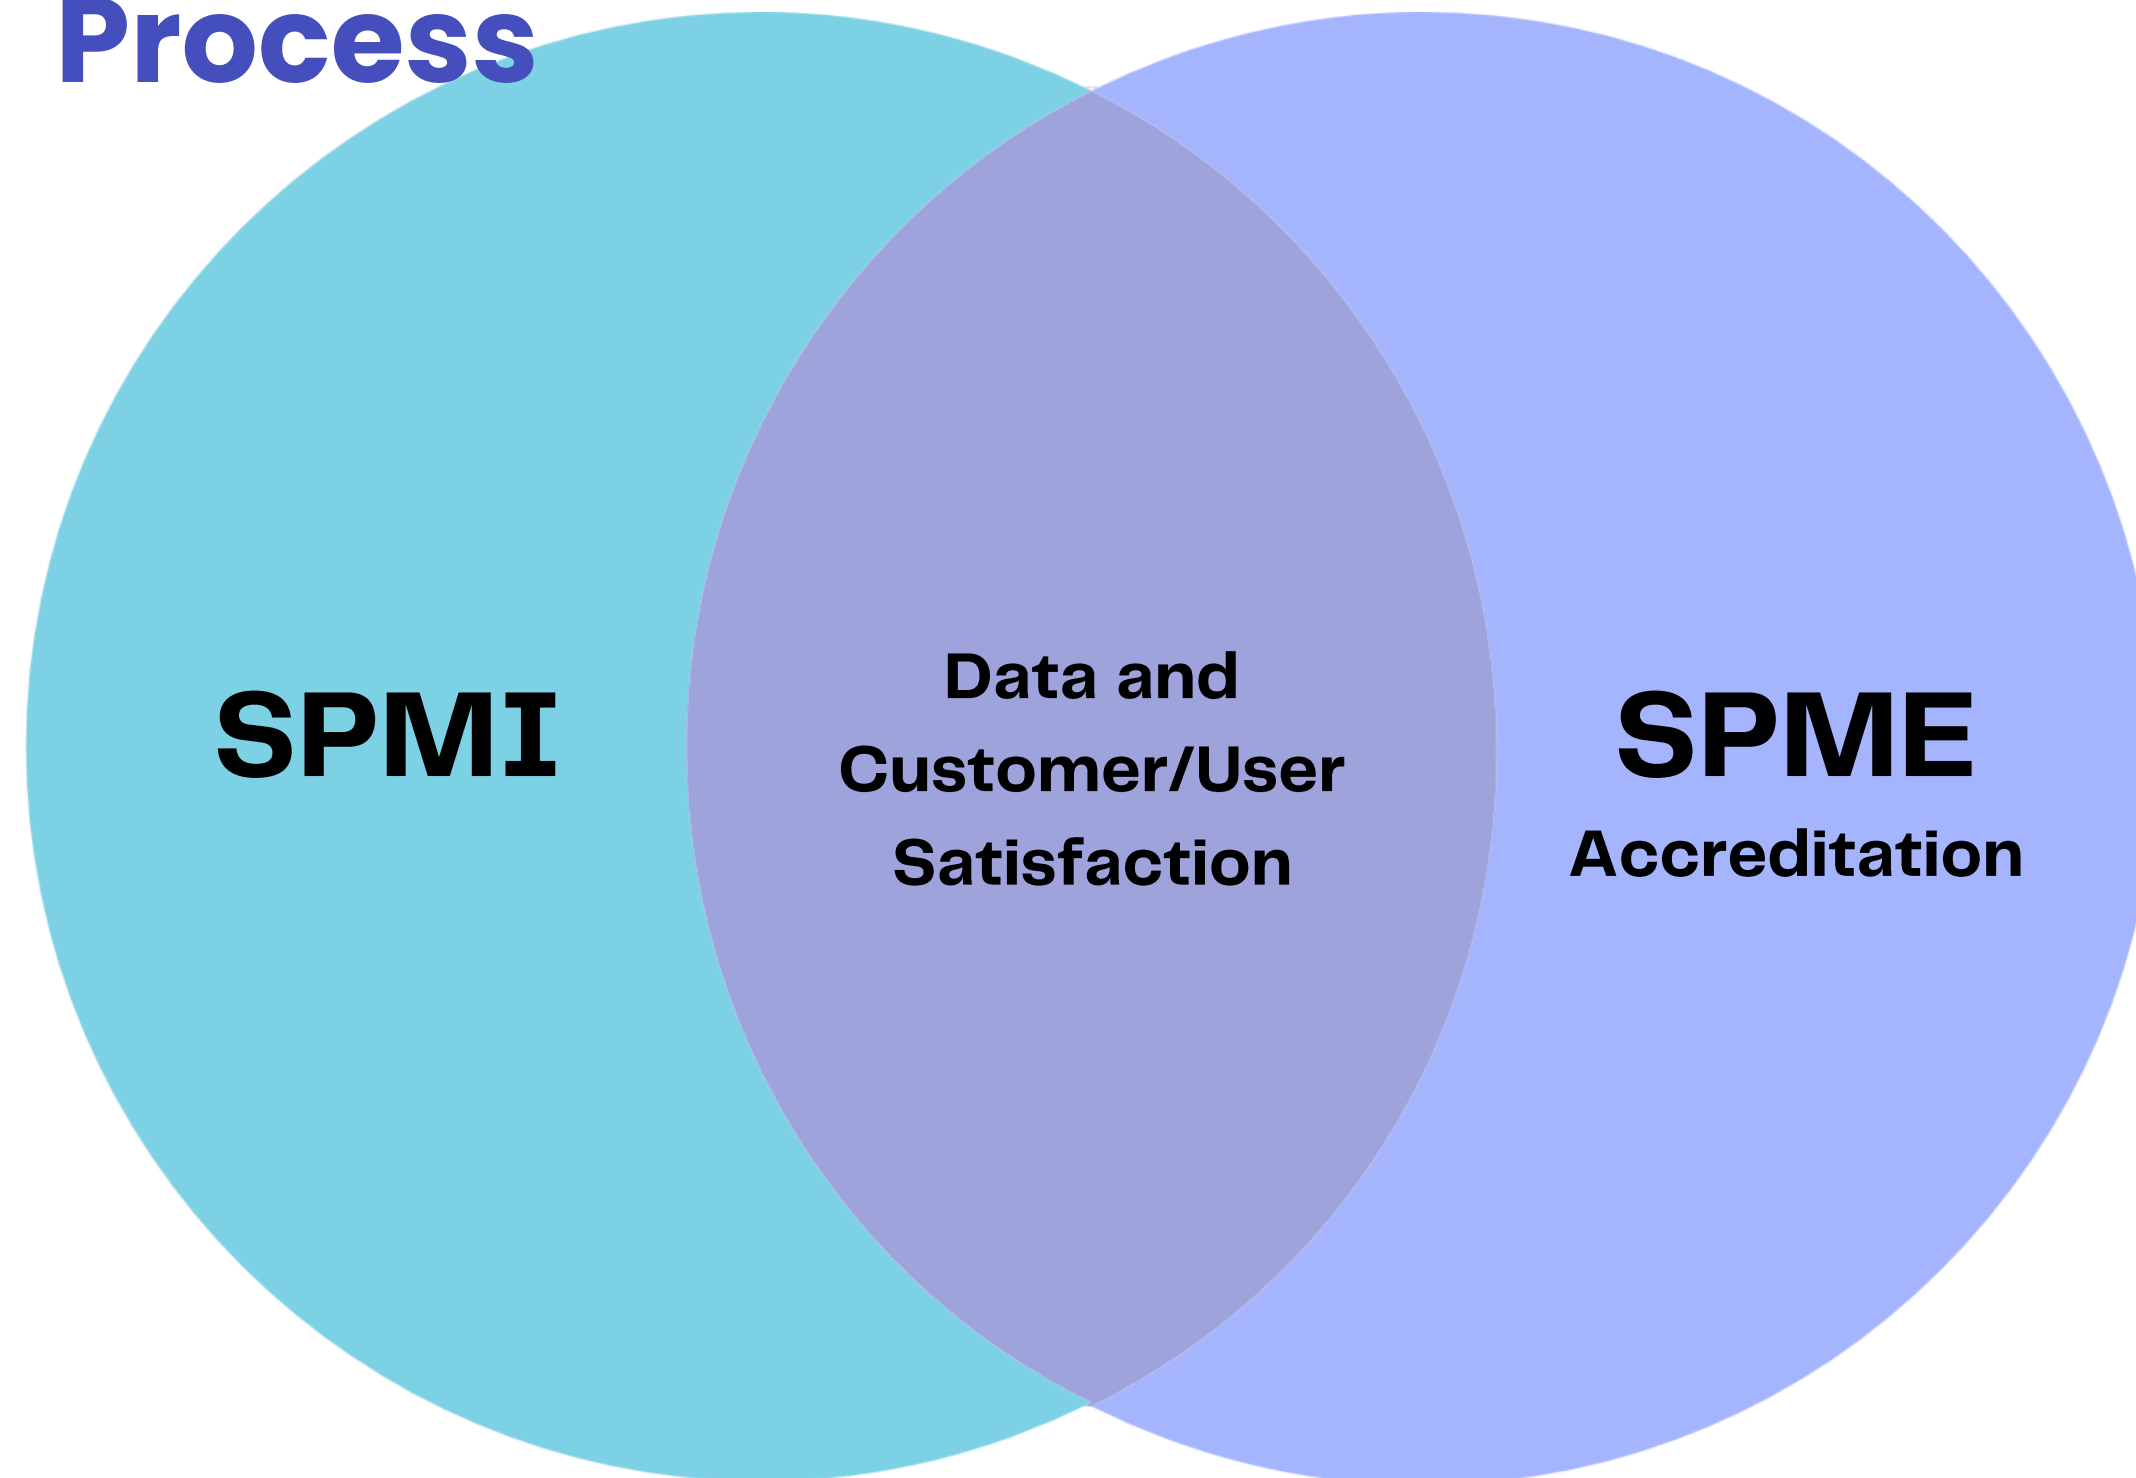 Process
SPMI
Data and
Customer/User
Satisfaction
SPME
Accreditation